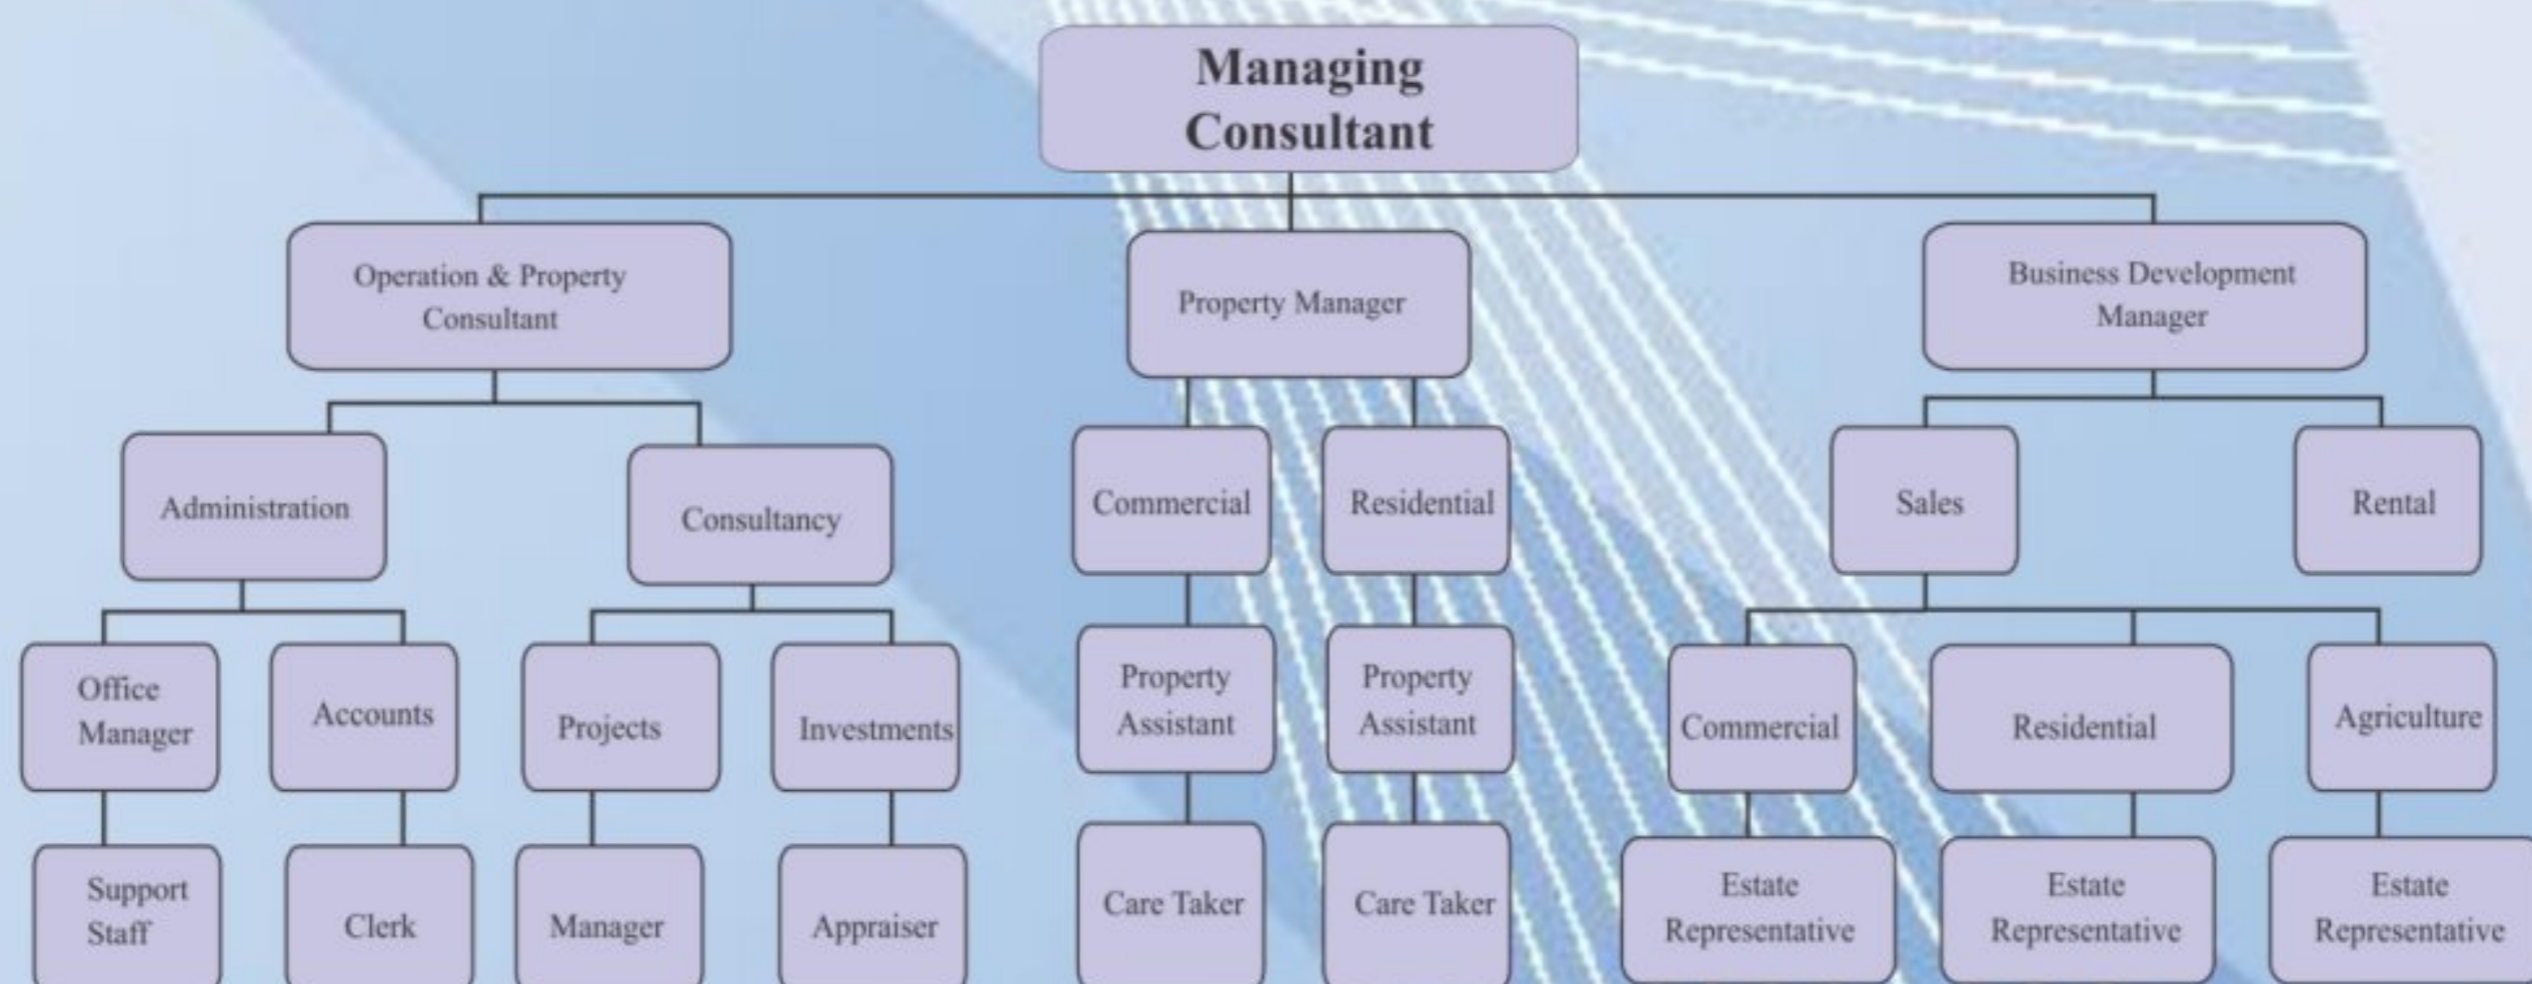 Managing
Consultant
Operation & Property
Consultant
Property Manager
Business Development
Manager
Administration
Consultancy
Commercial
Residential
Sales
Rental
Office
Manager
Accounts
Projects
Investments
Property
Assistant
Property
Assistant
Commercial
Residential
Agriculture
Support
Staff
Clerk
Manager
Appraiser
Care Taker
Care Taker
Estate
Representative
Estate
Representative
Estate
Representative